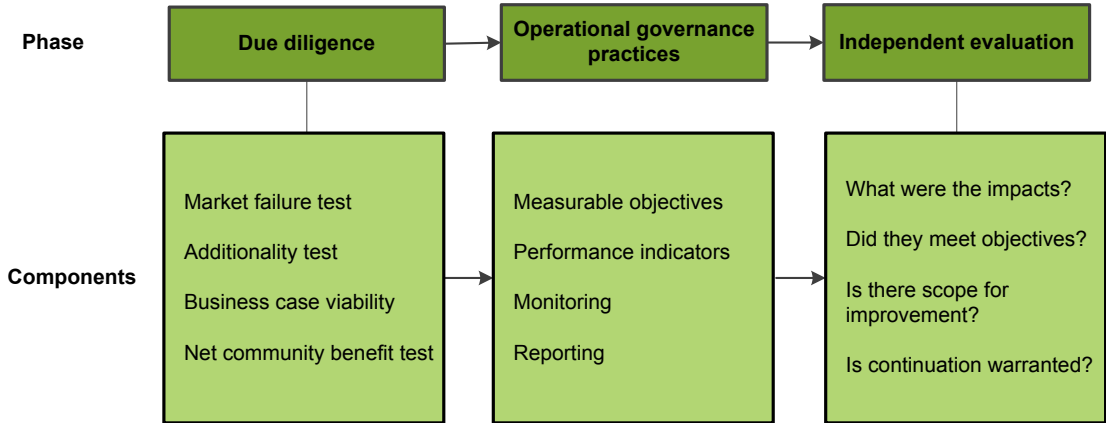 Phase
Due diligence
Operational governance
practices
Independent evaluation
Components
Market failure test
Additionality test
Business case viability
Net community benefit test
Measurable objectives
Performance indicators
Monitoring
Reporting
What were the impacts?
Did they meet objectives?
Is there scope for
improvement?
Is continuation warranted?